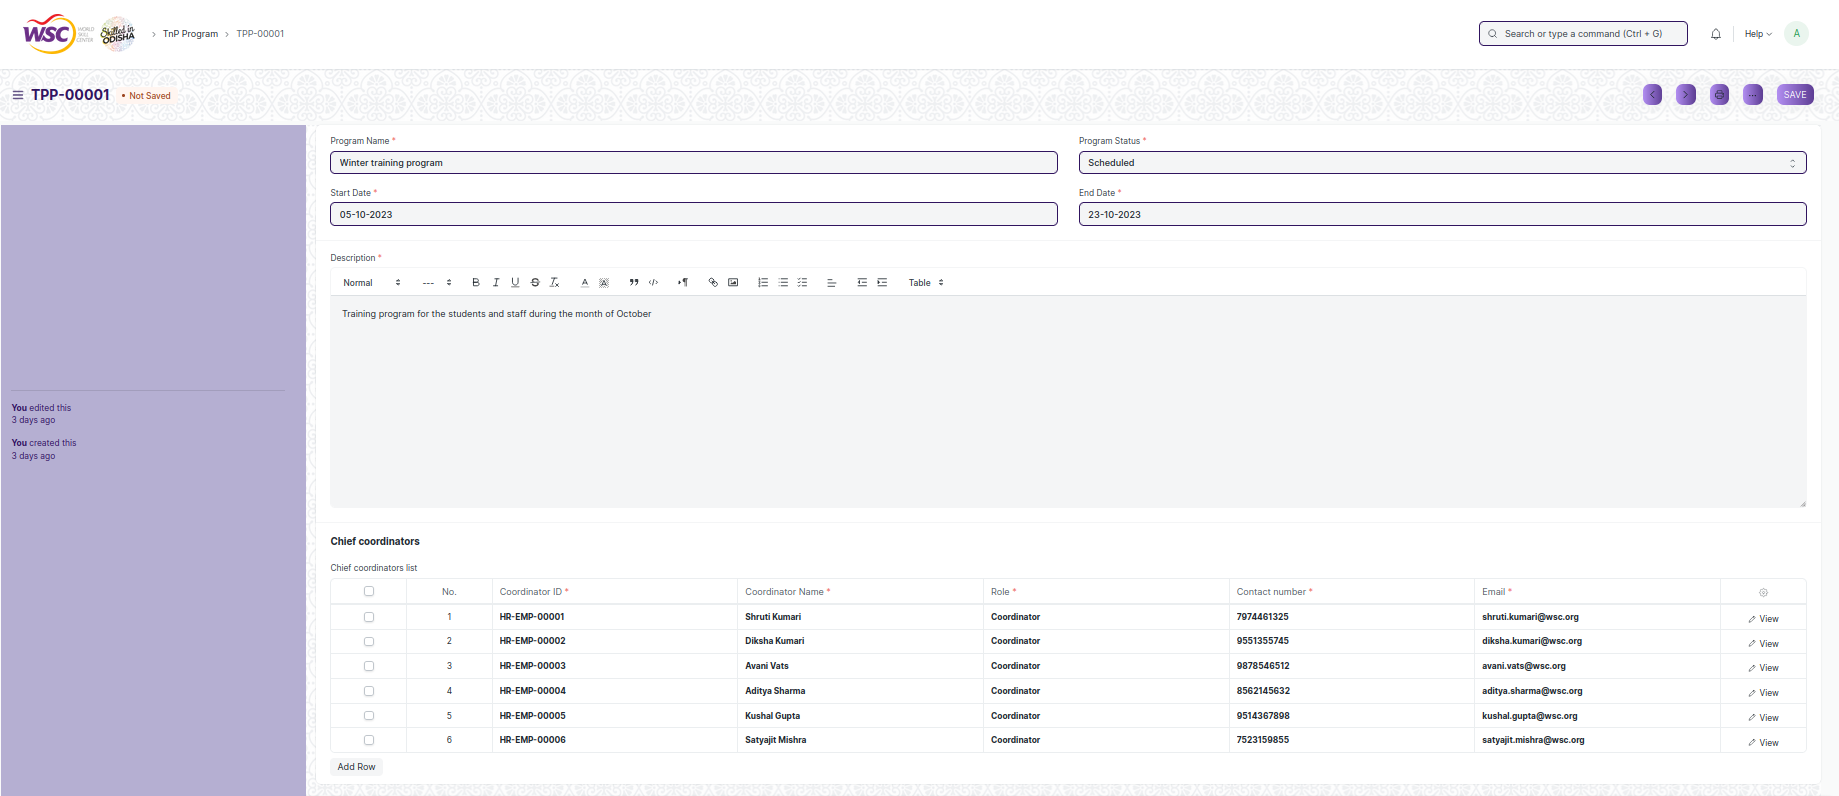 WSC WORLD SKILL CENTER Skilled in ODISHA TnP Program TPP-00001 Search or type a command (Ctrl + G) Help A
TPP-00001 • Not Saved SAVE
Program Name * Program Status *
Winter training program Scheduled
Start Date * End Date *
05-10-2023 23-10-2023
Description *
Normal --- B I U S Tx A A Table
Training program for the students and staff during the month of October
You edited this
3 days ago
You created this
3 days ago
Chief coordinators
Chief coordinators list
No. Coordinator ID * Coordinator Name * Role * Contact number * Email *
1 HR-EMP-00001 Shruti Kumari Coordinator 7974461325 shruti.kumari@wsc.org View
2 HR-EMP-00002 Diksha Kumari Coordinator 9551355745 diksha.kumari@wsc.org View
3 HR-EMP-00003 Avani Vats Coordinator 9878546512 avani.vats@wsc.org View
4 HR-EMP-00004 Aditya Sharma Coordinator 8562145632 aditya.sharma@wsc.org View
5 HR-EMP-00005 Kushal Gupta Coordinator 9514367898 kushal.gupta@wsc.org View
6 HR-EMP-00006 Satyajit Mishra Coordinator 7523159855 satyajit.mishra@wsc.org View
Add Row